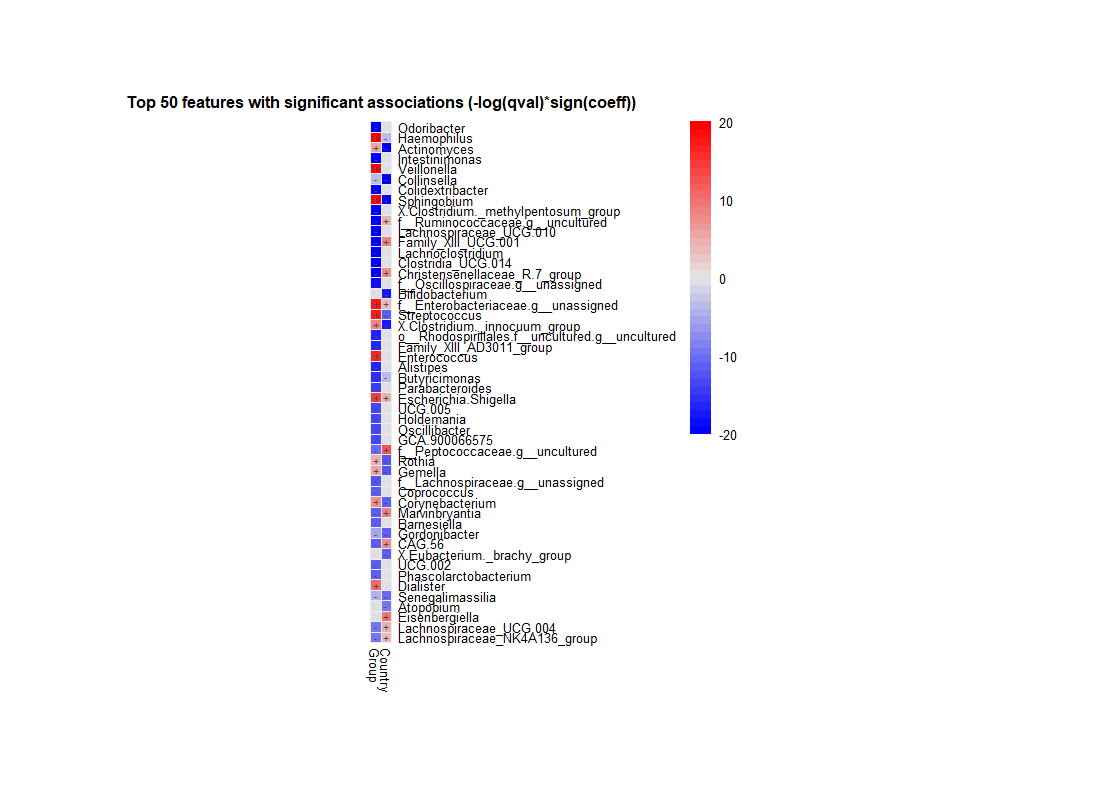 Top 50 features with significant associations (-log(qval)*sign(coeff))
Odoribacter
Haemophilus
Actinomyces
Intestinimonas
Veillonella
Collinsella
Colidextribacter
Sphingobium
X.Clostridium._methylpentosum_group
f__Ruminococcaceae.g__uncultured
Lachnospiraceae_UCG.010
Family_XIII_UCG.001
Lachnoclostridium
Clostridia_UCG.014
Christensenellaceae_R.7_group
f__Oscillospiraceae.g__unassigned
Bifidobacterium
f__Enterobacteriaceae.g__unassigned
Streptococcus
X.Clostridium._innocuum_group
o__Rhodospirillales.f__uncultured.g__uncultured
Family_XIII_AD3011_group
Enterococcus
Alistipes
Butyricimonas
Parabacteroides
Escherichia.Shigella
UCG.005
Holdemania
Oscillibacter
GCA.900066575
f__Peptococcaceae.g__uncultured
Rothia
Gemella
f__Lachnospiraceae.g__unassigned
Coprococcus
Corynebacterium
Marvinbryantia
Barnesiella
Gordonibacter
CAG.56
X.Eubacterium._brachy_group
UCG.002
Phascolarctobacterium
Dialister
Senegalimassilia
Atopobium
Eisenbergiella
Lachnospiraceae_UCG.004
Lachnospiraceae_NK4A136_group
Group
Country
20
10
0
-10
-20